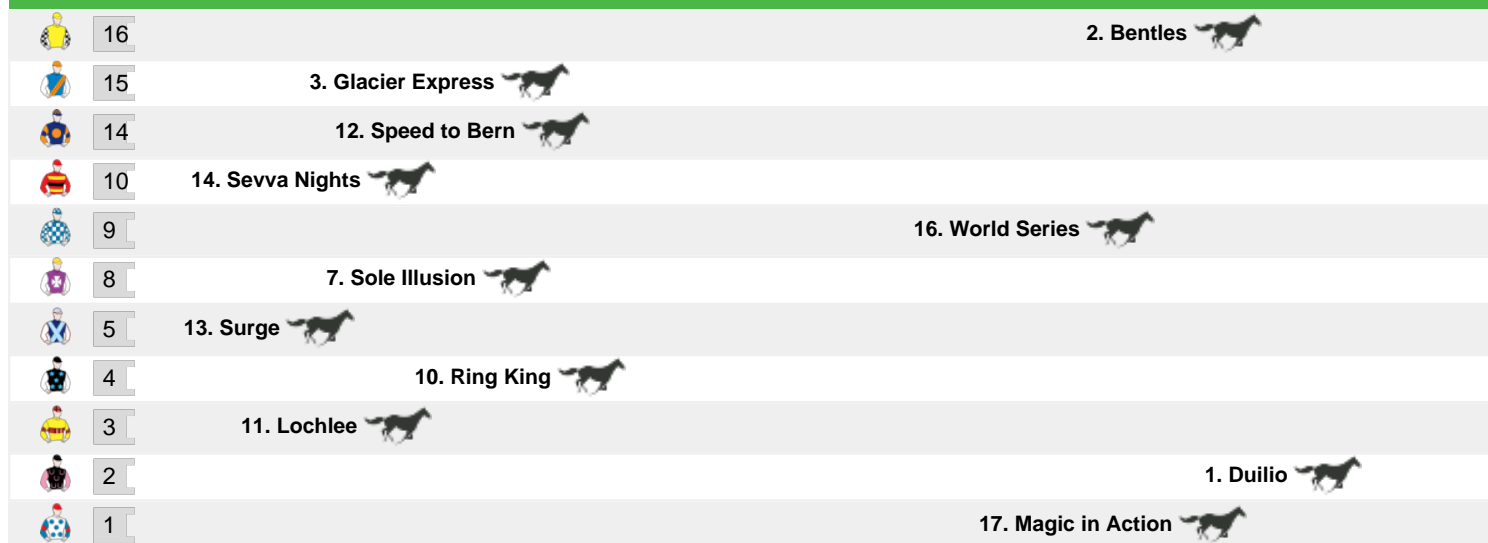 16 2. Bentles
15 3. Glacier Express
14 12. Speed to Bern
10 14. Sevva Nights
9 16. World Series
8 7. Sole Illusion
5 13. Surge
4 10. Ring King
3 11. Lochlee
2 1. Duilio
1 17. Magic in Action